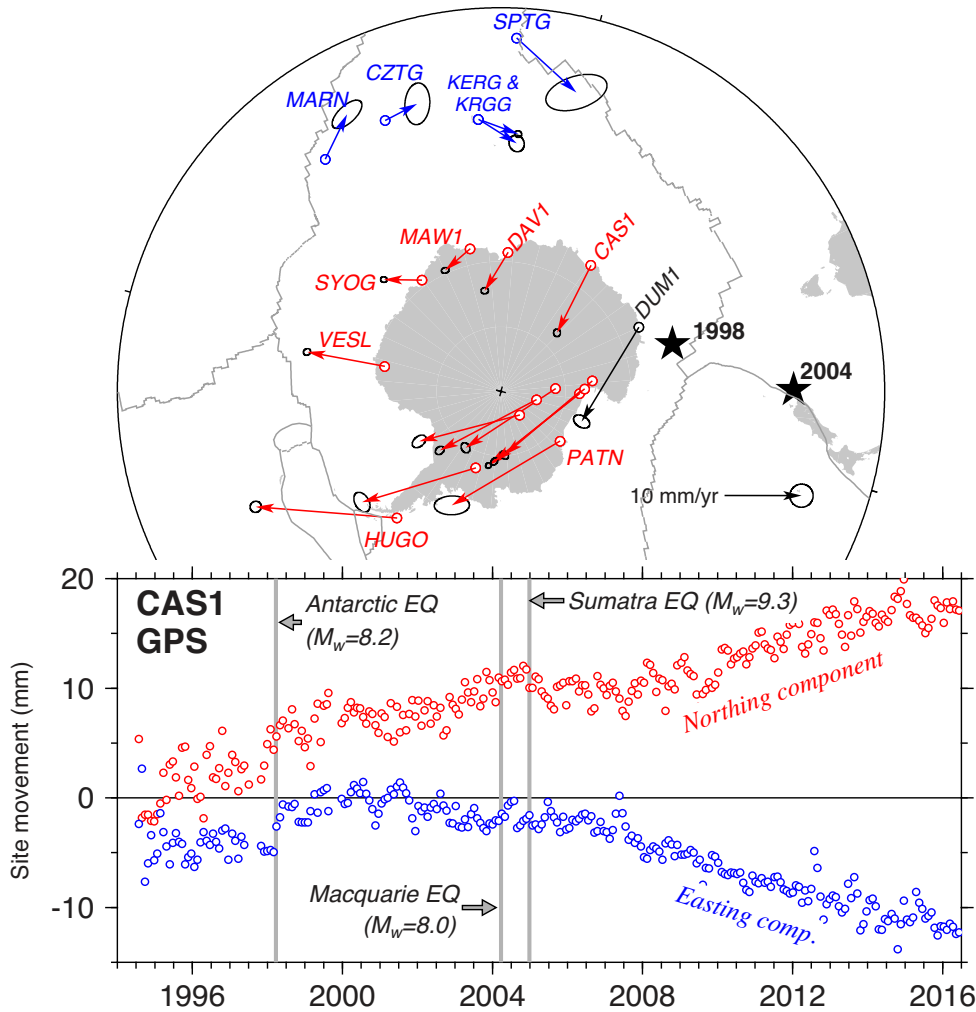 SPTG
CZTG
KERG &
KRGG
MARN
MAW1
DAV1
CAS1
SYOG
DUM1
VESL
1998
2004
PATN
10 mm/yr
HUGO
20
10
0
-10
Site movement (mm)
CAS1
GPS
Antarctic EQ
(Mw=8.2)
Sumatra EQ (Mw=9.3)
Northing component
Macquarie EQ
(Mw=8.0)
Easting comp.
1996 2000 2004 2008 2012 2016